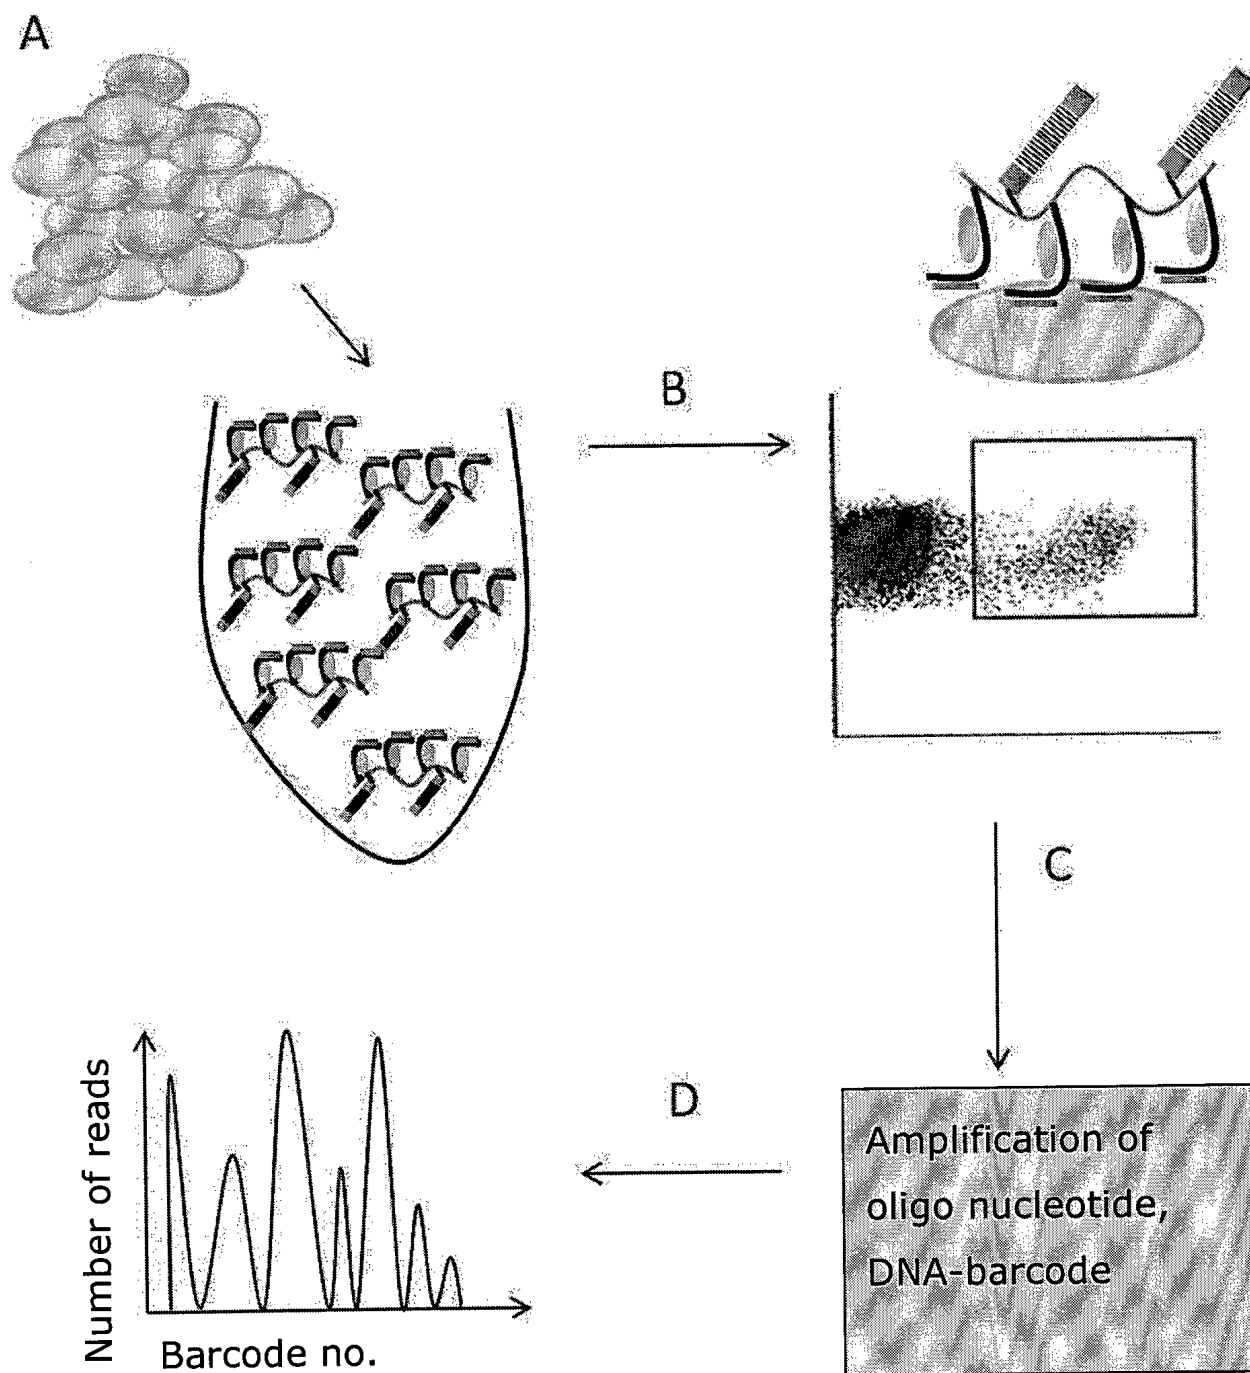 A
B
C
D
Amplification of
oligo nucleotide,
DNA-barcode
Number of reads
Barcode no.